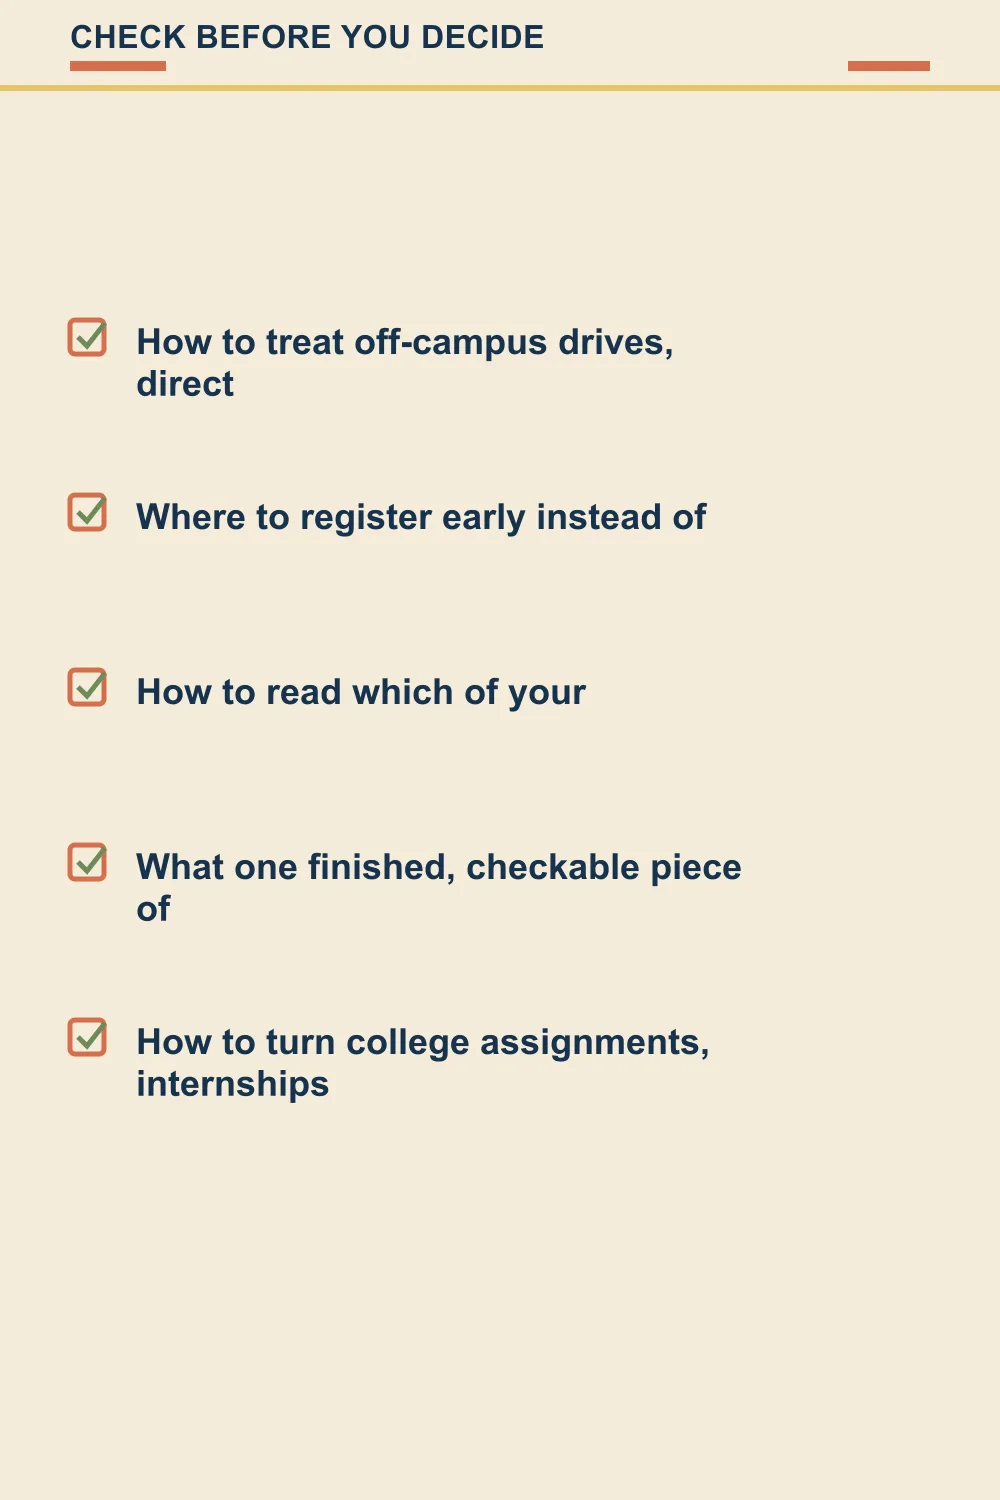 CHECK BEFORE YOU DECIDE
How to treat off-campus drives,
direct
Where to register early instead of
How to read which of your
What one finished, checkable piece
of
How to turn college assignments,
internships